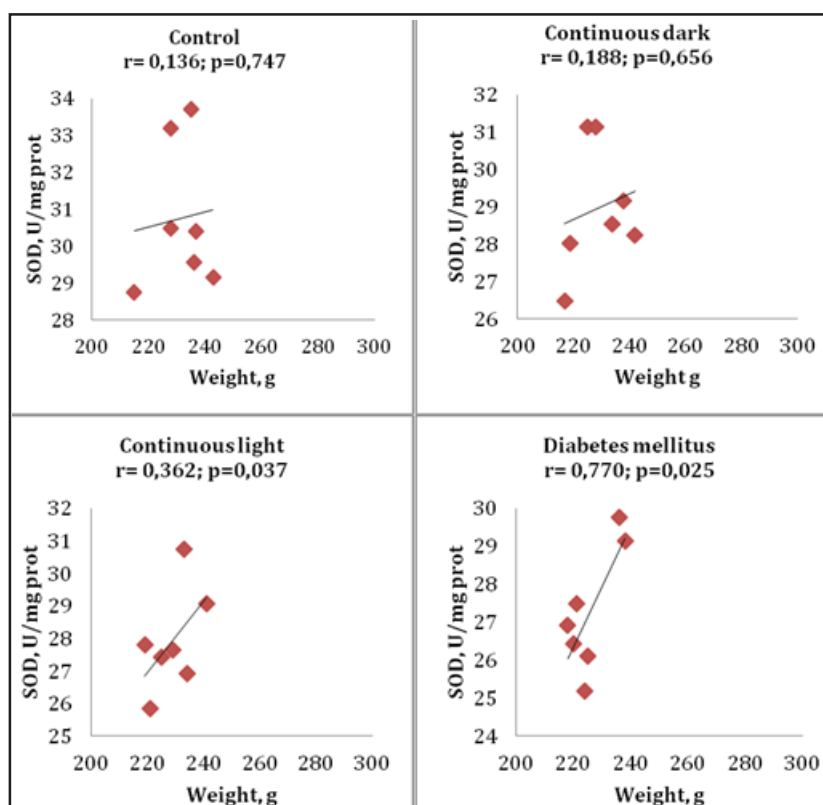 Control
r= 0,136; p=0,747
34
33
32
31
30
29
28
SOD, U/mg prot
200 220 240 260 280 300
Weight, g
Continuous dark
r= 0,188; p=0,656
32
31
30
29
28
27
26
SOD, U/mg prot
200 220 240 260 280 300
Weight g
Continuous light
r= 0,362; p=0,037
32
31
30
29
28
27
26
25
SOD, U/mg prot
200 220 240 260 280 300
Weight, g
Diabetes mellitus
r= 0,770; p=0,025
30
29
28
27
26
25
24
SOD, U/mg prot
200 220 240 260 280 300
Weight, g